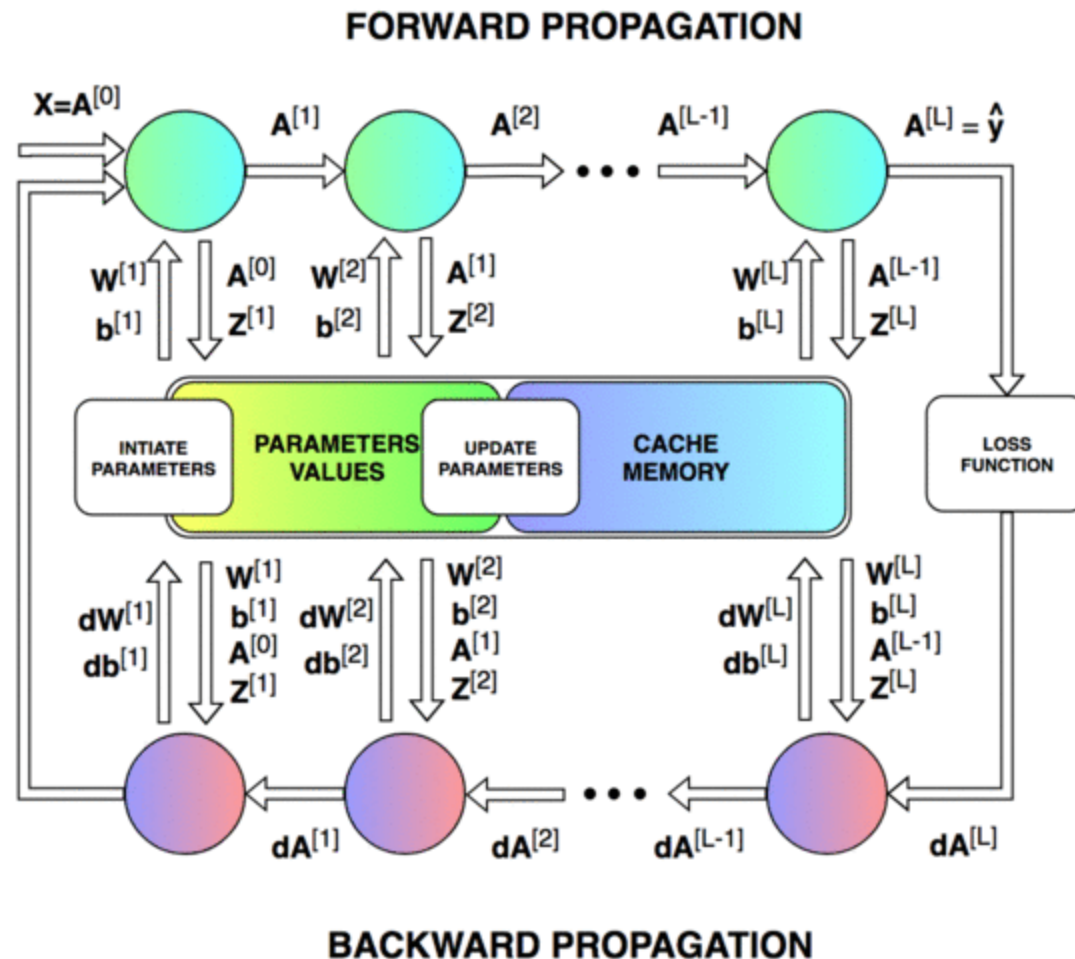 FORWARD PROPAGATION
X=A[0]
A[1]
A[2]
A[L-1]
A[L] = ŷ
W[1]
b[1]
A[0]
Z[1]
W[2]
b[2]
A[1]
Z[2]
W[L]
b[L]
A[L-1]
Z[L]
INTIATE
PARAMETERS
PARAMETERS
VALUES
UPDATE
PARAMETERS
CACHE
MEMORY
LOSS
FUNCTION
dW[1]
db[1]
W[1]
b[1]
A[0]
Z[1]
dW[2]
db[2]
W[2]
b[2]
A[1]
Z[2]
dW[L]
db[L]
W[L]
b[L]
A[L-1]
Z[L]
dA[1]
dA[2]
dA[L-1]
dA[L]
BACKWARD PROPAGATION